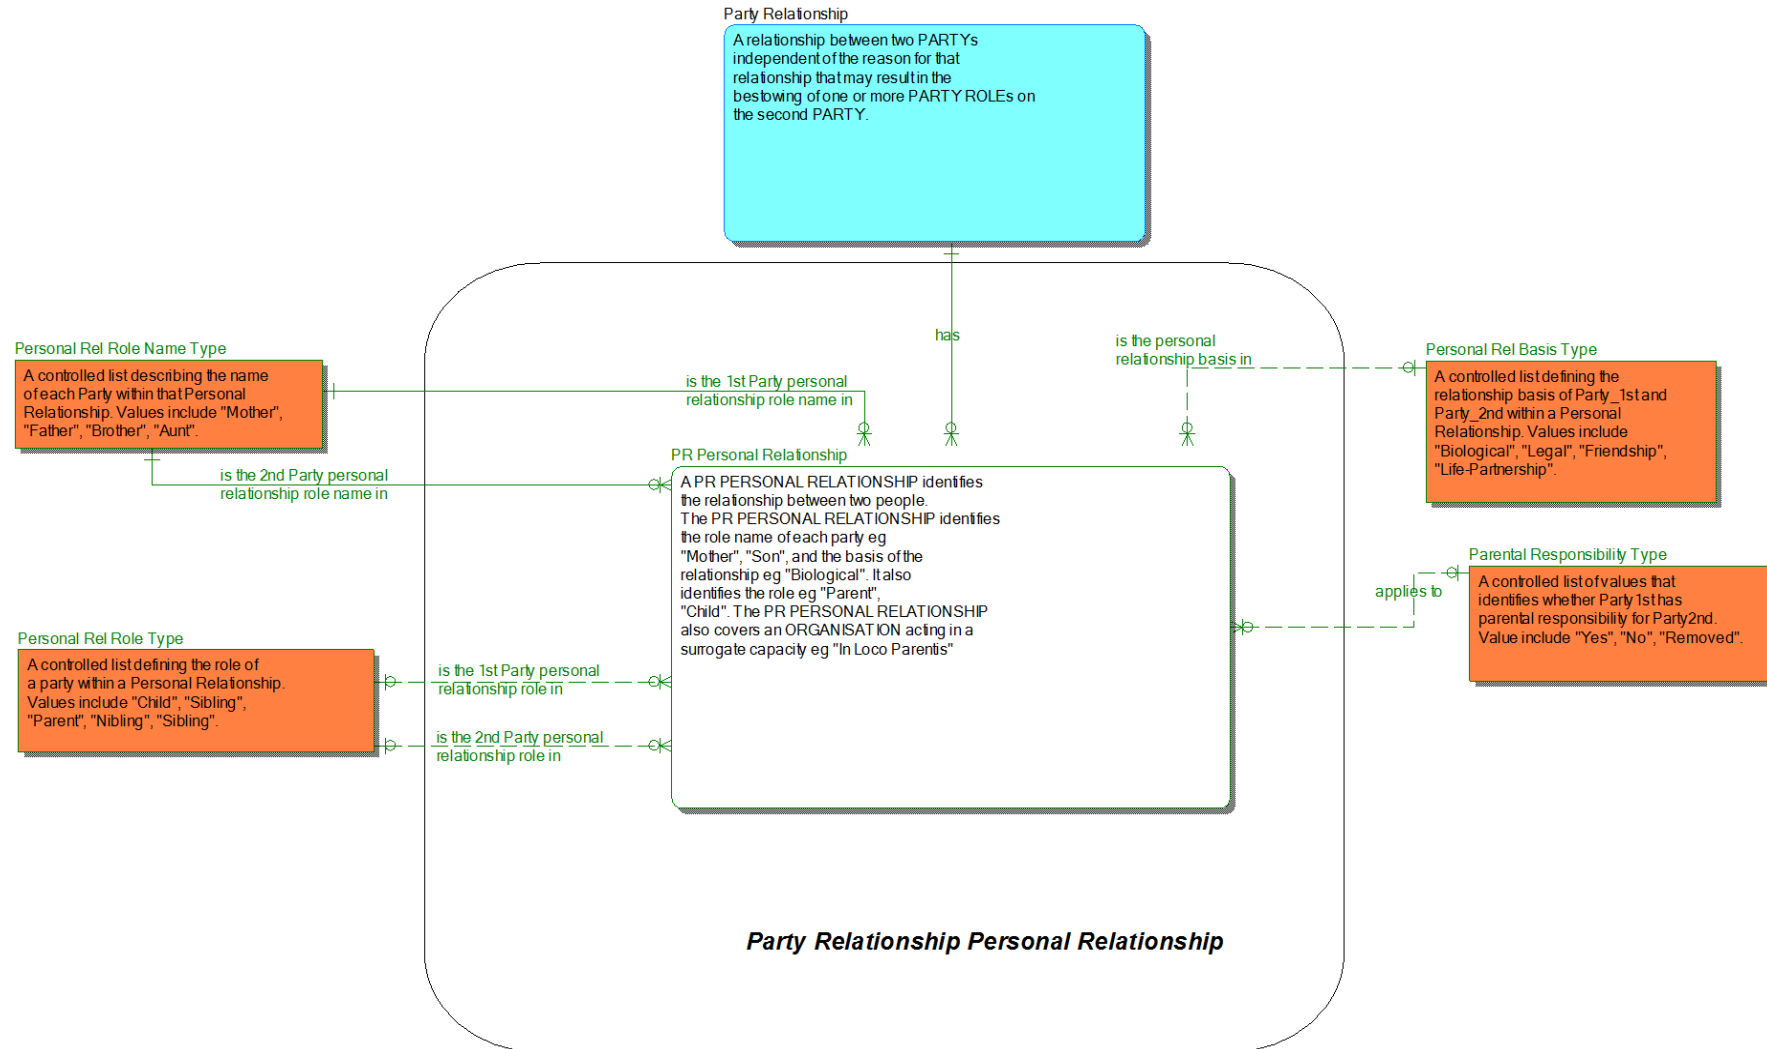 Party Relationship
A relationship between two PARTYs
independent of the reason for that
relationship that may result in the
bestowing of one or more PARTY ROLEs on
the second PARTY.
has
is the personal
relationship basis in
Personal Rel Role Name Type
A controlled list describing the name
of each Party within that Personal
Relationship. Values include "Mother",
"Father", "Brother", "Aunt".
is the 1st Party personal
relationship role name in
is the 2nd Party personal
relationship role name in
Personal Rel Basis Type
A controlled list defining the
relationship basis of Party_1st and
Party_2nd within a Personal
Relationship. Values include
"Biological", "Legal", "Friendship",
"Life-Partnership".
PR Personal Relationship
A PR PERSONAL RELATIONSHIP identifies
the relationship between two people.
The PR PERSONAL RELATIONSHIP identifies
the role name of each party eg
"Mother", "Son", and the basis of the
relationship eg "Biological". It also
identifies the role eg "Parent",
"Child". The PR PERSONAL RELATIONSHIP
also covers an ORGANISATION acting in a
surrogate capacity eg "In Loco Parentis"
Parental Responsibility Type
A controlled list of values that
identifies whether Party1st has
parental responsibility for Party2nd.
Value include "Yes", "No", "Removed".
applies to
Personal Rel Role Type
A controlled list defining the role of
a party within a Personal Relationship.
Values include "Child", "Sibling",
"Parent", "Nibling", "Sibling".
is the 1st Party personal
relationship role in
is the 2nd Party personal
relationship role in
Party Relationship Personal Relationship